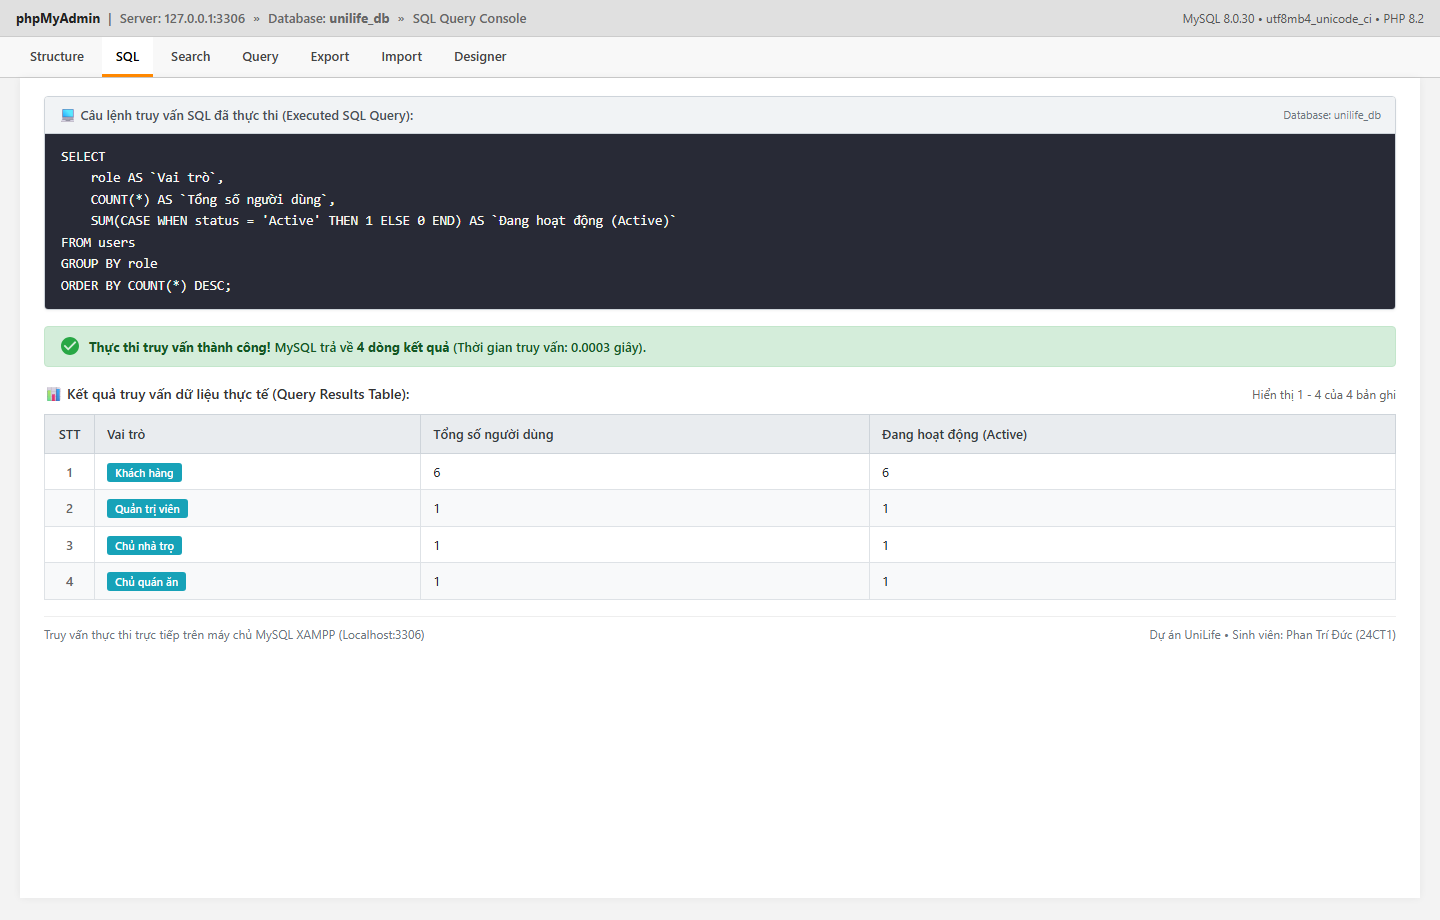 phpMyAdmin | Server: 127.0.0.1:3306 » Database: unilife_db » SQL Query Console
MySQL 8.0.30 • utf8mb4_unicode_ci • PHP 8.2
Structure SQL Search Query Export Import Designer
Câu lệnh truy vấn SQL đã thực thi (Executed SQL Query):
Database: unilife_db
SELECT
    role AS `Vai trò`,
    COUNT(*) AS `Tổng số người dùng`,
    SUM(CASE WHEN status = 'Active' THEN 1 ELSE 0 END) AS `Đang hoạt động (Active)`
FROM users
GROUP BY role
ORDER BY COUNT(*) DESC;
Thực thi truy vấn thành công! MySQL trả về 4 dòng kết quả (Thời gian truy vấn: 0.0003 giây).
Kết quả truy vấn dữ liệu thực tế (Query Results Table):
Hiển thị 1 - 4 của 4 bản ghi
STT Vai trò Tổng số người dùng Đang hoạt động (Active)
1 Khách hàng 6 6
2 Quản trị viên 1 1
3 Chủ nhà trọ 1 1
4 Chủ quán ăn 1 1
Truy vấn thực thi trực tiếp trên máy chủ MySQL XAMPP (Localhost:3306)
Dự án UniLife • Sinh viên: Phan Trí Đức (24CT1)